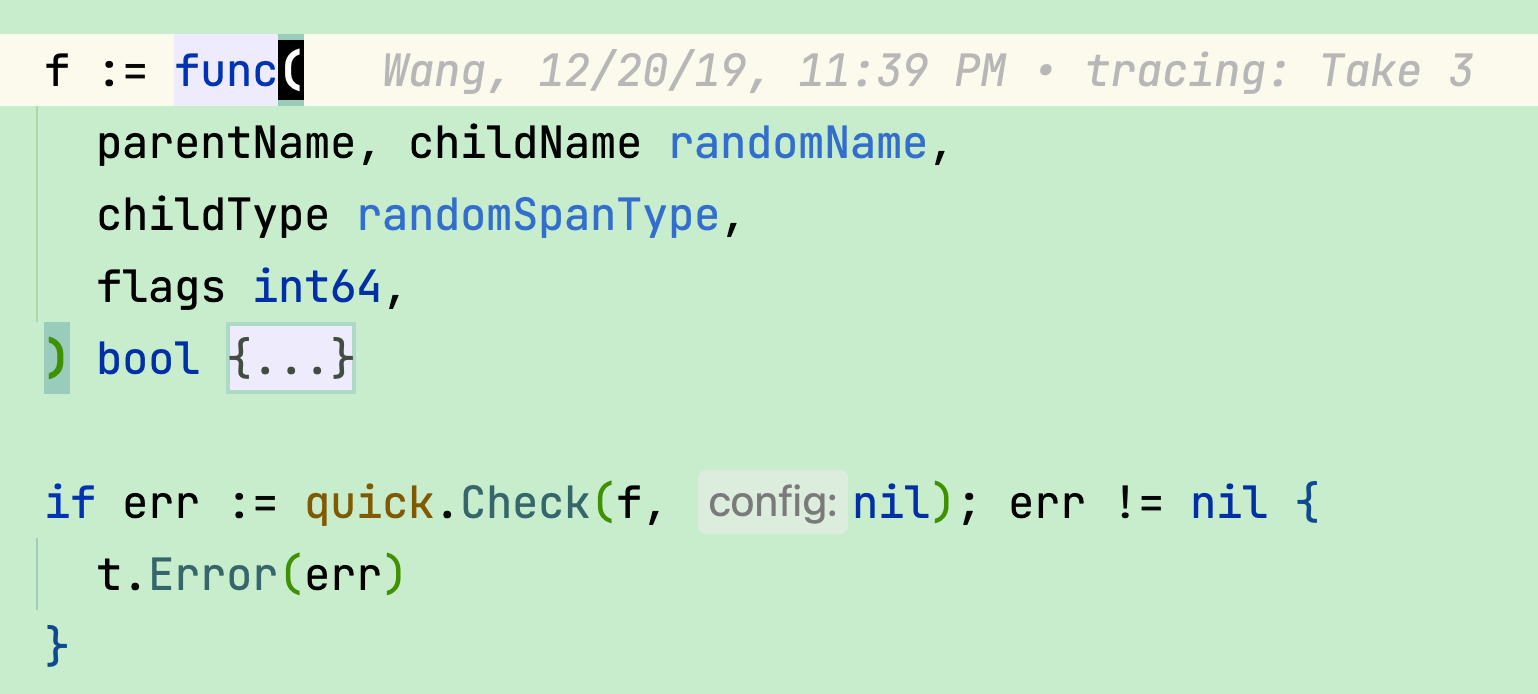 f := func(   Wang, 12/20/19, 11:39 PM • tracing: Take 3
  parentName, childName randomName,
  childType randomSpanType,
  flags int64,
) bool {...}
if err := quick.Check(f, config: nil); err != nil {
  t.Error(err)
}